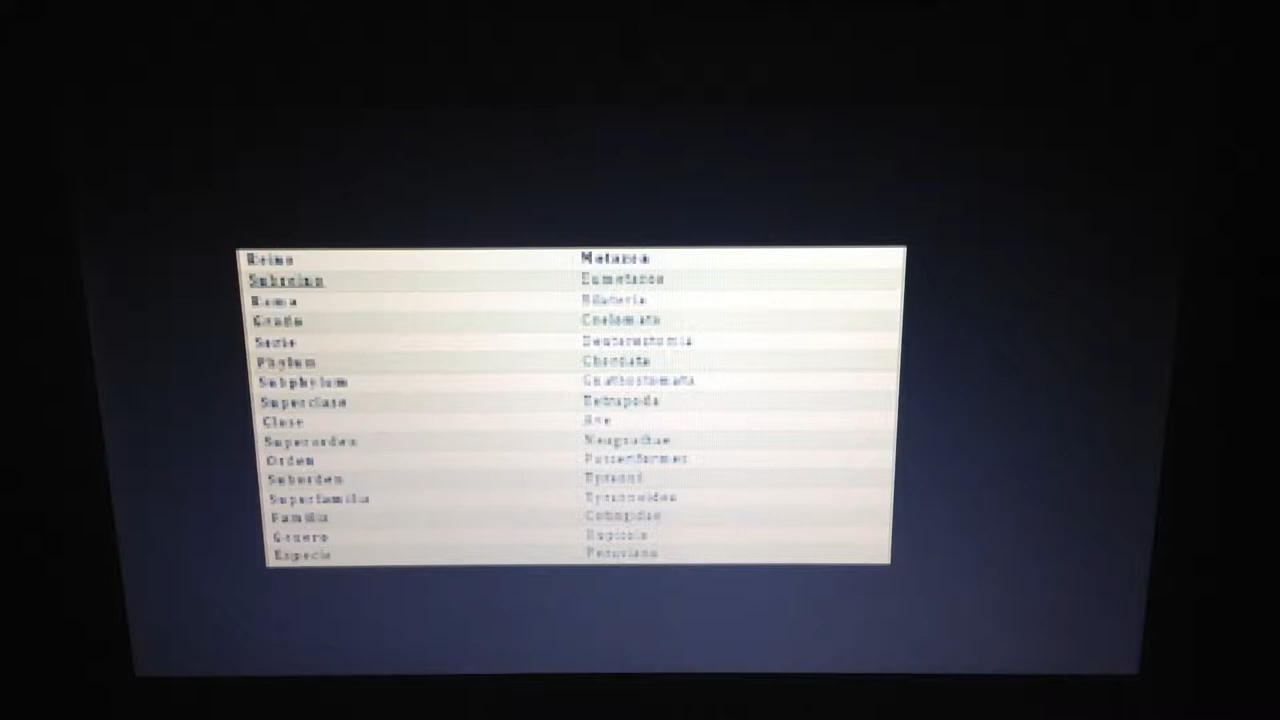 Reino Metazoa
Subreino Eumetazoa
Rama Bilateria
Grado Coelomata
Serie Deuterostomia
Phylum Chordata
Subphylum Gnathostomata
Superclase Tetrapoda
Clase Ave
Superorden Neognathae
Orden Passeriformes
Suborden Tyranni
Superfamilia Tyrannoidea
Familia Cotingidae
Genero Rupicola
Especie Peruviana